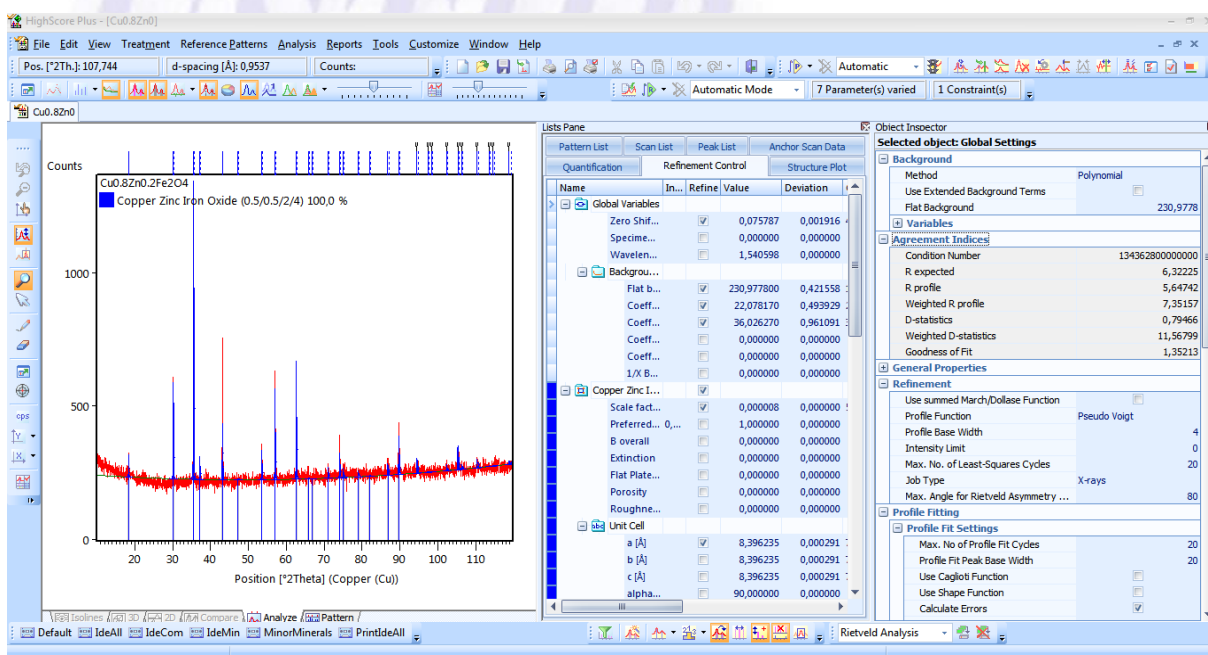 HighScore Plus - [Cu0.8Zn0]
File Edit View Treatment Reference Patterns Analysis Reports Tools Customize Window Help
Pos. [°2Th.]: 107,744 d-spacing [Å]: 0,9537 Counts: Automatic
Automatic Mode 7 Parameter(s) varied 1 Constraint(s)
Cu0.8Zn0
Counts
Cu0.8Zn0.2Fe2O4
Copper Zinc Iron Oxide (0.5/0.5/2/4) 100,0 %
1000
500
0
20 30 40 50 60 70 80 90 100 110
Position [°2Theta] (Copper (Cu))
Isolines 3D 2D Compare Analyze Pattern
cps
Lists Pane
Pattern List Scan List Peak List Anchor Scan Data
Quantification Refinement Control Structure Plot
Name In... Refine Value Deviation
Global Variables
Zero Shif... 0,075787 0,001916
Specime... 0,000000 0,000000
Wavelen... 1,540598 0,000000
Backgrou...
Flat b... 230,977800 0,421558
Coeff... 22,078170 0,493929
Coeff... 36,026270 0,961091
Coeff... 0,000000 0,000000
Coeff... 0,000000 0,000000
1/X B... 0,000000 0,000000
Copper Zinc I...
Scale fact... 0,000008 0,000000
Preferred... 0,... 1,000000 0,000000
B overall 0,000000 0,000000
Extinction 0,000000 0,000000
Flat Plate... 0,000000 0,000000
Porosity 0,000000 0,000000
Roughne... 0,000000 0,000000
Unit Cell
a [Å] 8,396235 0,000291
b [Å] 8,396235 0,000291
c [Å] 8,396235 0,000291
alpha... 90,000000 0,000000
Object Inspector
Selected object: Global Settings
Background
Method Polynomial
Use Extended Background Terms
Flat Background 230,9778
Variables
Agreement Indices
Condition Number 134362800000000
R expected 6,32225
R profile 5,64742
Weighted R profile 7,35157
D-statistics 0,79466
Weighted D-statistics 11,56799
Goodness of Fit 1,35213
General Properties
Refinement
Use summed March/Dollase Function
Profile Function Pseudo Voigt
Profile Base Width 4
Intensity Limit 0
Max. No. of Least-Squares Cycles 20
Job Type X-rays
Max. Angle for Rietveld Asymmetry ... 80
Profile Fitting
Profile Fit Settings
Max. No of Profile Fit Cycles 20
Profile Fit Peak Base Width 20
Use Caglioti Function
Use Shape Function
Calculate Errors
Default IdeAll IdeCom IdeMin MinorMinerals PrintIdeAll Rietveld Analysis